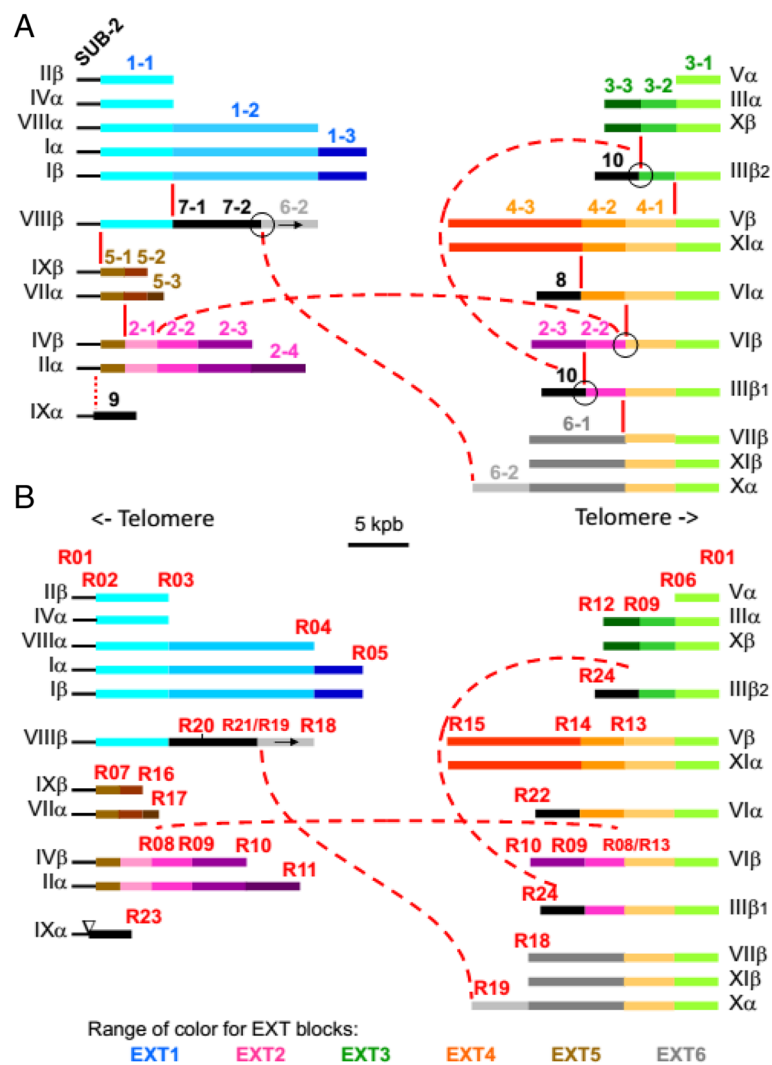 A
SUB-2
IIβ 1-1 3-1 Vα
IVα 3-3 3-2 IIIα
VIIIα 1-2 Xβ
Iα 1-3
Iβ 10 IIIβ2
VIIIβ 7-1 7-2 6-2 4-3 4-2 4-1 Vβ
XIα
IXβ 5-1 5-2
VIIα 5-3 8 VIα
IVβ 2-1 2-2 2-3 2-3 2-2 VIβ
IIα 2-4
10 IIIβ1
IXα 9
6-1 VIIβ
XIβ
6-2 Xα
B
<- Telomere 5 kpb Telomere ->
R01 R01
IIβ R02 R03 R06 Vα
IVα R12 R09 IIIα
VIIIα R04 Xβ
Iα R05
Iβ R24 IIIβ2
VIIIβ R20 R21/R19 R18 R15 R14 R13 Vβ
XIα
IXβ R07 R16
VIIα R17 R22 VIα
IVβ R08 R09 R10 R10 R09 R08/R13 VIβ
IIα R11
R24 IIIβ1
IXα R23
R18 VIIβ
XIβ
R19 Xα
Range of color for EXT blocks:
EXT1 EXT2 EXT3 EXT4 EXT5 EXT6